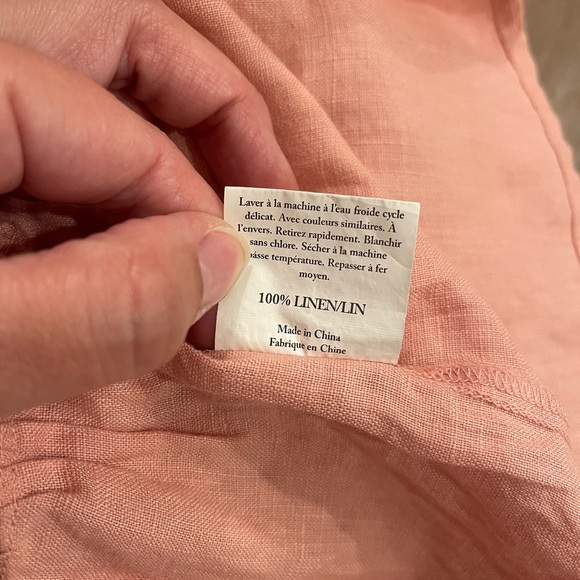 Laver à la machine à l'eau froide cycle
délicat. Avec couleurs similaires. À
l'envers. Retirez rapidement. Blanchir
sans chlore. Sécher à la machine
basse température. Repasser à fer
moyen.
100% LINEN/LIN
Made in China
Fabrique en Chine